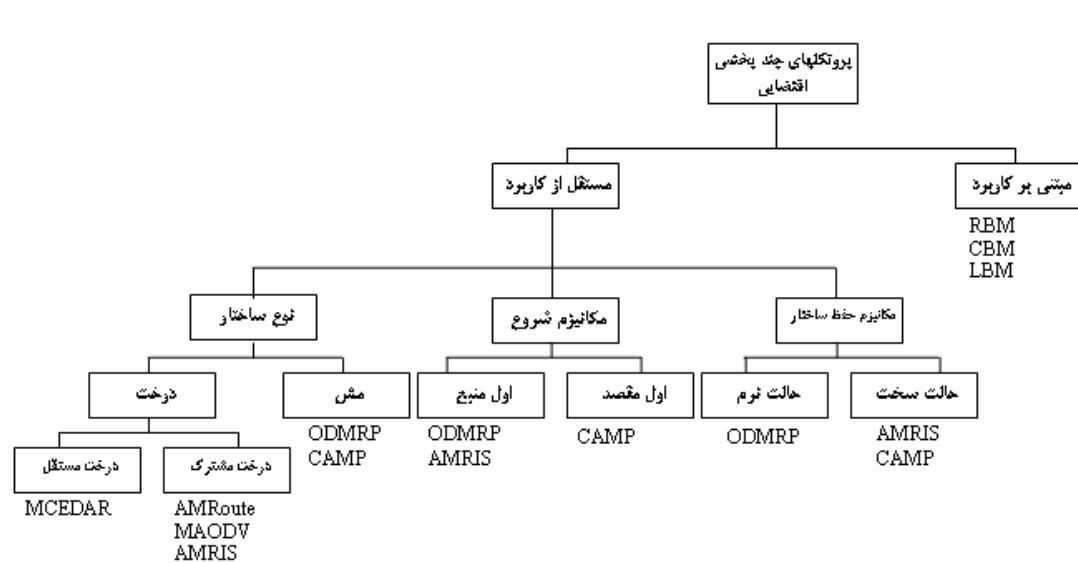 پروتکلهای چند پخشی
اقتضایی
مستقل از کاربرد
مبتنی بر کاربرد
RBM
CBM
LBM
نوع ساختار
مکانیزم شروع
مکانیزم حفظ ساختار
درخت
مش
اول منبع
اول مقصد
حالت نرم
حالت سخت
ODMRP
CAMP
ODMRP
AMRIS
CAMP
ODMRP
AMRIS
CAMP
درخت مستقل
درخت مشترک
MCEDAR
AMRoute
MAODV
AMRIS